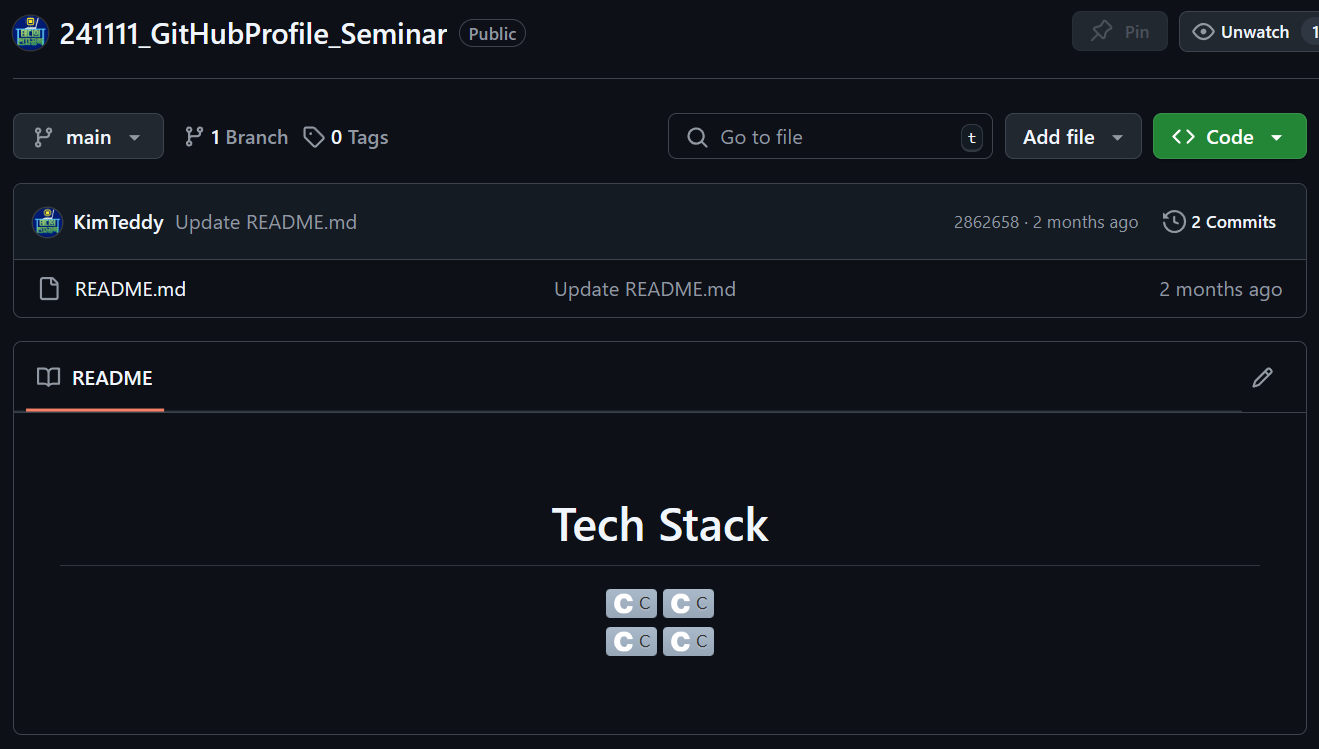 241111_GitHubProfile_Seminar Public Pin Unwatch 1
main 1 Branch 0 Tags Go to file t Add file Code
KimTeddy Update README.md 2862658 · 2 months ago 2 Commits
README.md Update README.md 2 months ago
README
Tech Stack
C C C C
C C C C